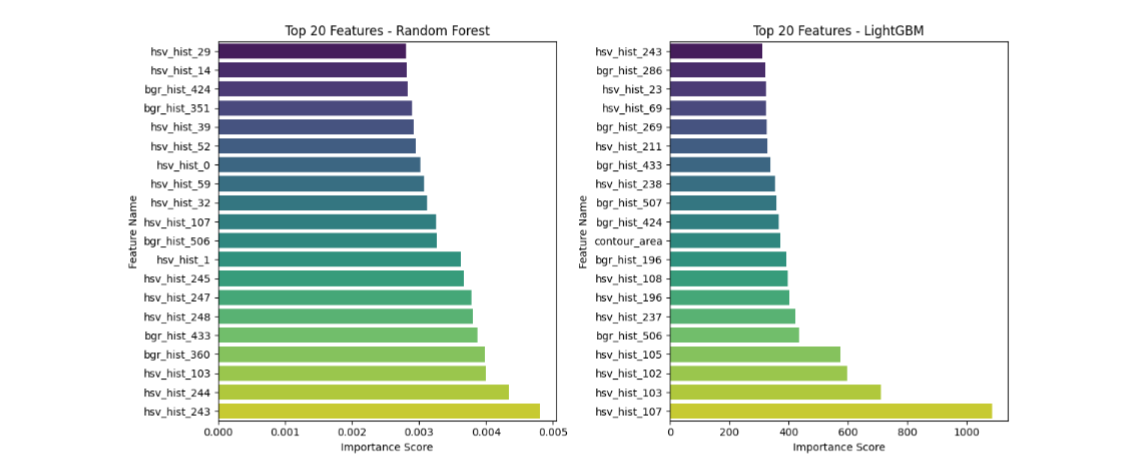 Top 20 Features - Random Forest
Feature Name
hsv_hist_29
hsv_hist_14
bgr_hist_424
bgr_hist_351
hsv_hist_39
hsv_hist_52
hsv_hist_0
hsv_hist_59
hsv_hist_32
hsv_hist_107
bgr_hist_506
hsv_hist_1
hsv_hist_245
hsv_hist_247
hsv_hist_248
bgr_hist_433
bgr_hist_360
hsv_hist_103
hsv_hist_244
hsv_hist_243
0.000 0.001 0.002 0.003 0.004 0.005
Importance Score
Top 20 Features - LightGBM
Feature Name
hsv_hist_243
bgr_hist_286
hsv_hist_23
hsv_hist_69
bgr_hist_269
hsv_hist_211
bgr_hist_433
hsv_hist_238
bgr_hist_507
bgr_hist_424
contour_area
bgr_hist_196
hsv_hist_108
hsv_hist_196
hsv_hist_237
bgr_hist_506
hsv_hist_105
hsv_hist_102
hsv_hist_103
hsv_hist_107
0 200 400 600 800 1000
Importance Score